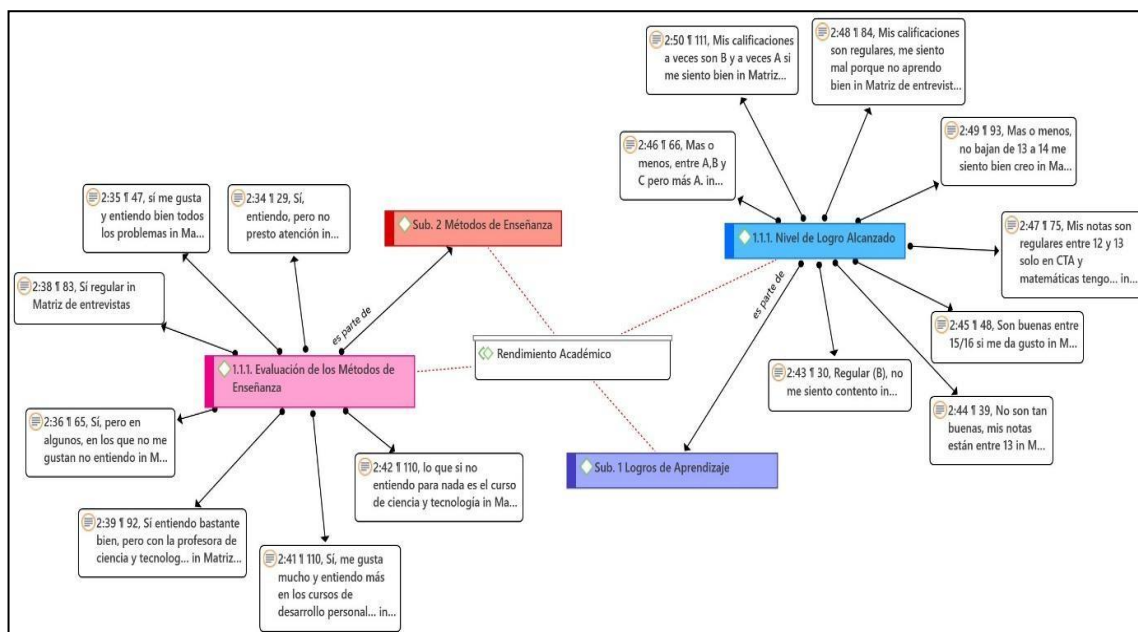 2:50 ¶ 111, Mis calificaciones
a veces son B y a veces A si
me siento bien in Matriz...
2:48 ¶ 84, Mis calificaciones
son regulares, me siento
mal porque no aprendo
bien in Matriz de entrevist...
2:46 ¶ 66, Mas o
menos, entre A,B y
C pero más A. in...
2:49 ¶ 93, Mas o menos,
no bajan de 13 a 14 me
siento bien creo in Ma...
2:35 ¶ 47, sí me gusta
y entiendo bien todos
los problemas in Ma...
2:34 ¶ 29, Sí,
entiendo, pero no
presto atención in...
Sub. 2 Métodos de Enseñanza
1.1.1. Nivel de Logro Alcanzado
2:47 ¶ 75, Mis notas son
regulares entre 12 y 13
solo en CTA y
matemáticas tengo... in...
2:38 ¶ 83, Sí regular in
Matriz de entrevistas
es parte de
es parte de
2:45 ¶ 48, Son buenas entre
15/16 si me da gusto in M...
Rendimiento Académico
1.1.1. Evaluación de los Métodos de
Enseñanza
2:43 ¶ 30, Regular (B), no
me siento contento in...
2:44 ¶ 39, No son tan
buenas, mis notas
están entre 13 in M...
2:36 ¶ 65, Sí, pero en
algunos, en los que no me
gustan no entiendo in M...
2:42 ¶ 110, lo que si no
entiendo para nada es el curso
de ciencia y tecnología in Ma...
Sub. 1 Logros de Aprendizaje
2:39 ¶ 92, Sí entiendo bastante
bien, pero con la profesora de
ciencia y tecnolog... in Matriz...
2:41 ¶ 110, Sí, me gusta
mucho y entiendo más
en los cursos de
desarrollo personal... in...